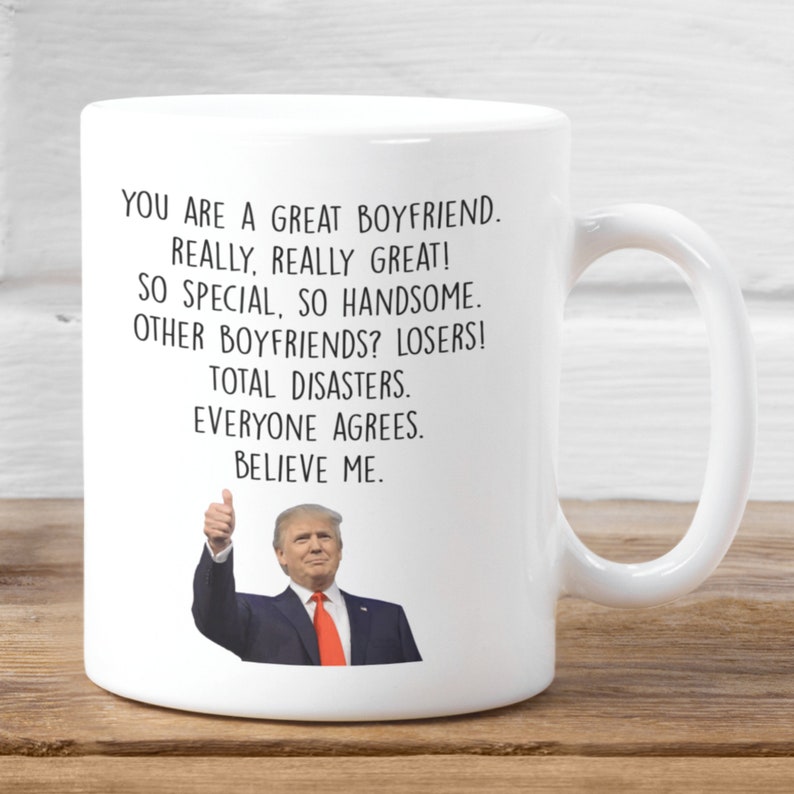 YOU ARE A GREAT BOYFRIEND.
REALLY, REALLY GREAT!
SO SPECIAL, SO HANDSOME.
OTHER BOYFRIENDS? LOSERS!
TOTAL DISASTERS.
EVERYONE AGREES.
BELIEVE ME.